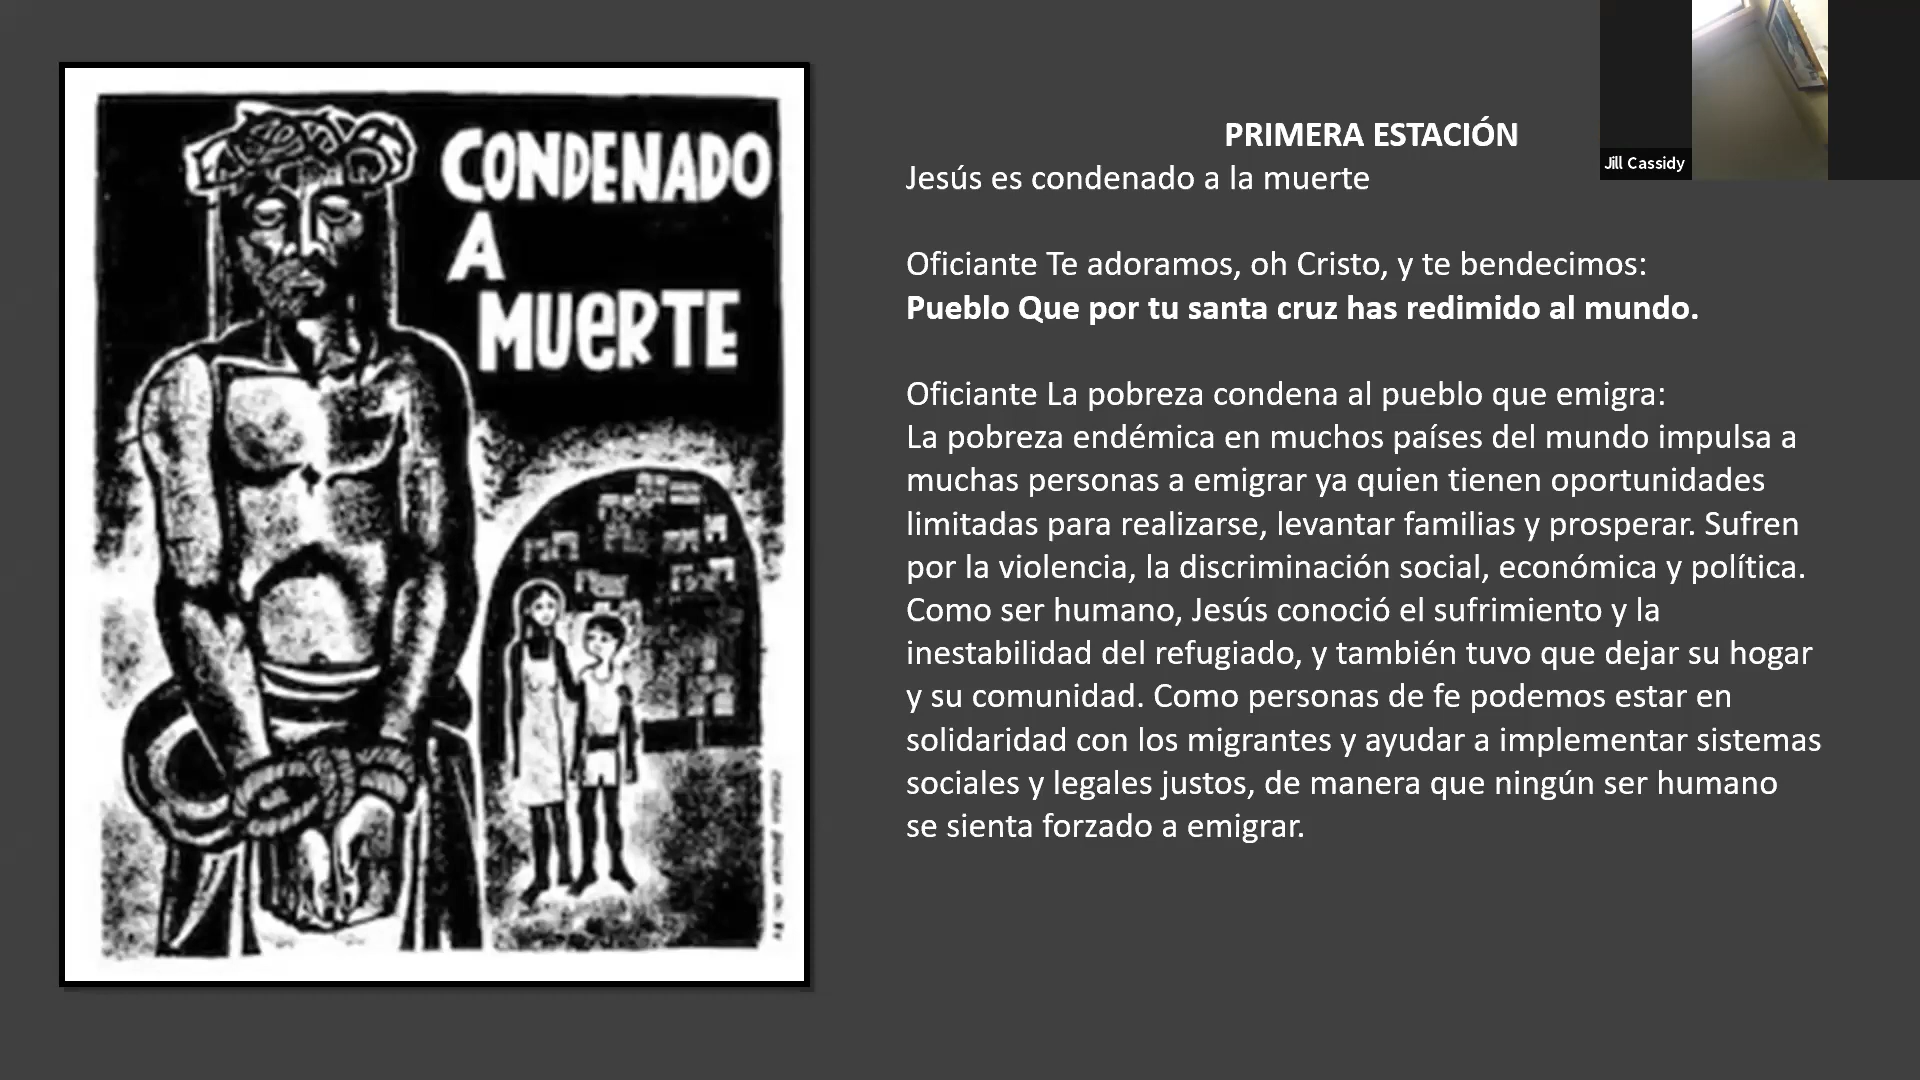 CONDENADO
A
MUERTE
PRIMERA ESTACIÓN
Jesús es condenado a la muerte
Oficiante Te adoramos, oh Cristo, y te bendecimos:
Pueblo Que por tu santa cruz has redimido al mundo.
Oficiante La pobreza condena al pueblo que emigra:
La pobreza endémica en muchos países del mundo impulsa a
muchas personas a emigrar ya quien tienen oportunidades
limitadas para realizarse, levantar familias y prosperar. Sufren
por la violencia, la discriminación social, económica y política.
Como ser humano, Jesús conoció el sufrimiento y la
inestabilidad del refugiado, y también tuvo que dejar su hogar
y su comunidad. Como personas de fe podemos estar en
solidaridad con los migrantes y ayudar a implementar sistemas
sociales y legales justos, de manera que ningún ser humano
se sienta forzado a emigrar.
Jill Cassidy